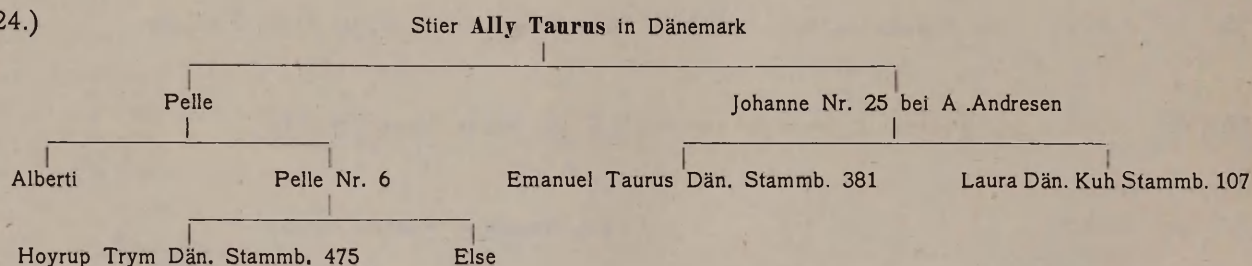 24.)
Stier Ally Taurus in Dänemark
Pelle Johanne Nr. 25 bei A .Andresen
Alberti Pelle Nr. 6 Emanuel Taurus Dän. Stammb. 381 Laura Dän. Kuh Stammb. 107
Hoyrup Trym Dän. Stammb. 475 Else